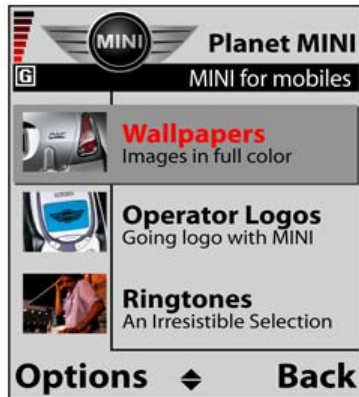 MINI
Planet MINI
G
MINI for mobiles
Wallpapers
Images in full color
Operator Logos
Going logo with MINI
Ringtones
An Irresistible Selection
Options
Back